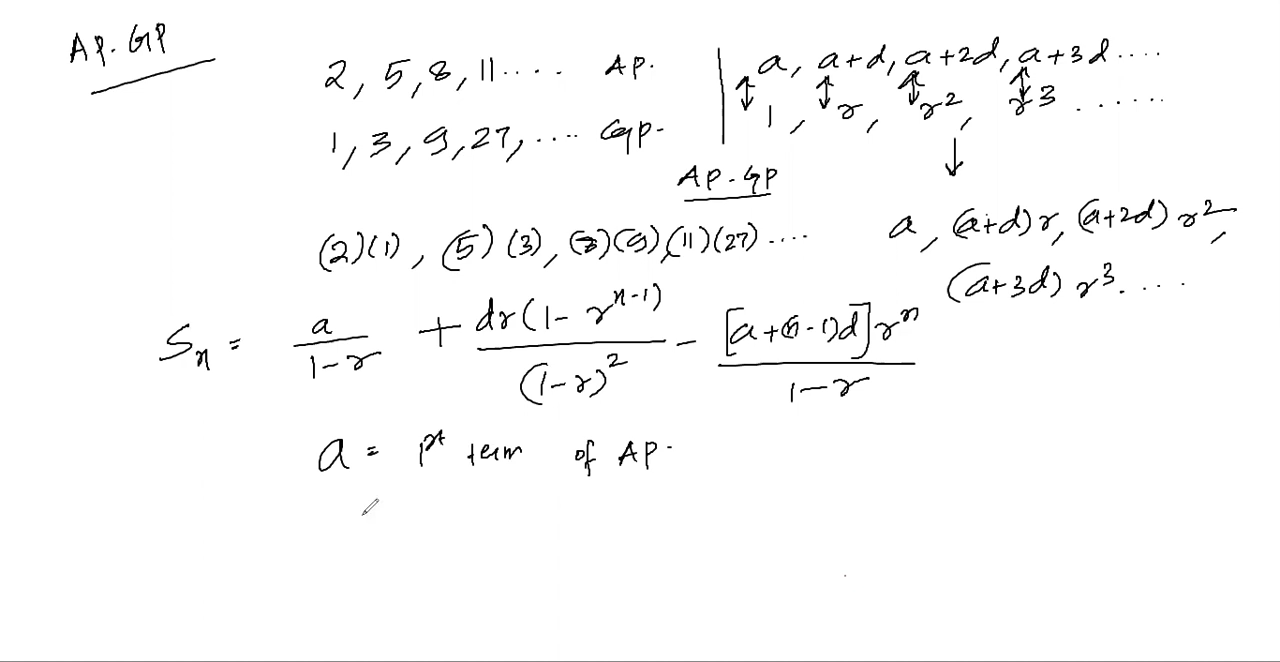 AP. GP
2, 5, 8, 11.... AP.
1, 3, 9, 27, .... GP.
a, a+d, a+2d, a+3d ....
↕ ↕ ↕ ↕
1, r, r², r³ ......
↓
AP-GP
(2)(1), (5)(3), (8)(9), (11)(27) ....
a, (a+d)r, (a+2d)r²,
(a+3d)r³. ....
Sₙ = a/(1-r) + dr(1-rⁿ⁻¹)/(1-r)² - [a+(n-1)d]rⁿ/(1-r)
a = 1st term of AP.